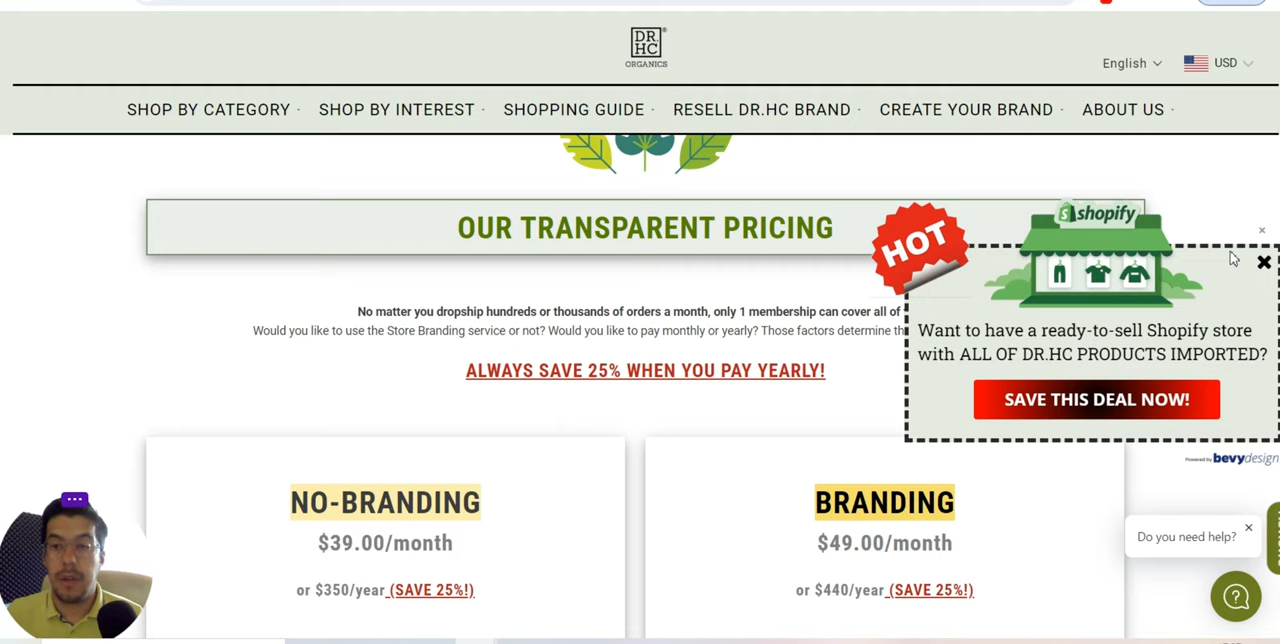 DR.
HC
ORGANICS
English
USD
SHOP BY CATEGORY
SHOP BY INTEREST
SHOPPING GUIDE
RESELL DR.HC BRAND
CREATE YOUR BRAND
ABOUT US
OUR TRANSPARENT PRICING
HOT
shopify
No matter you dropship hundreds or thousands of orders a month, only 1 membership can cover all of
Would you like to use the Store Branding service or not? Would you like to pay monthly or yearly? Those factors determine
ALWAYS SAVE 25% WHEN YOU PAY YEARLY!
Want to have a ready-to-sell Shopify store
with ALL OF DR.HC PRODUCTS IMPORTED?
SAVE THIS DEAL NOW!
Powered by bevydesign
NO-BRANDING
$39.00/month
or $350/year (SAVE 25%!)
BRANDING
$49.00/month
or $440/year (SAVE 25%!)
Do you need help?